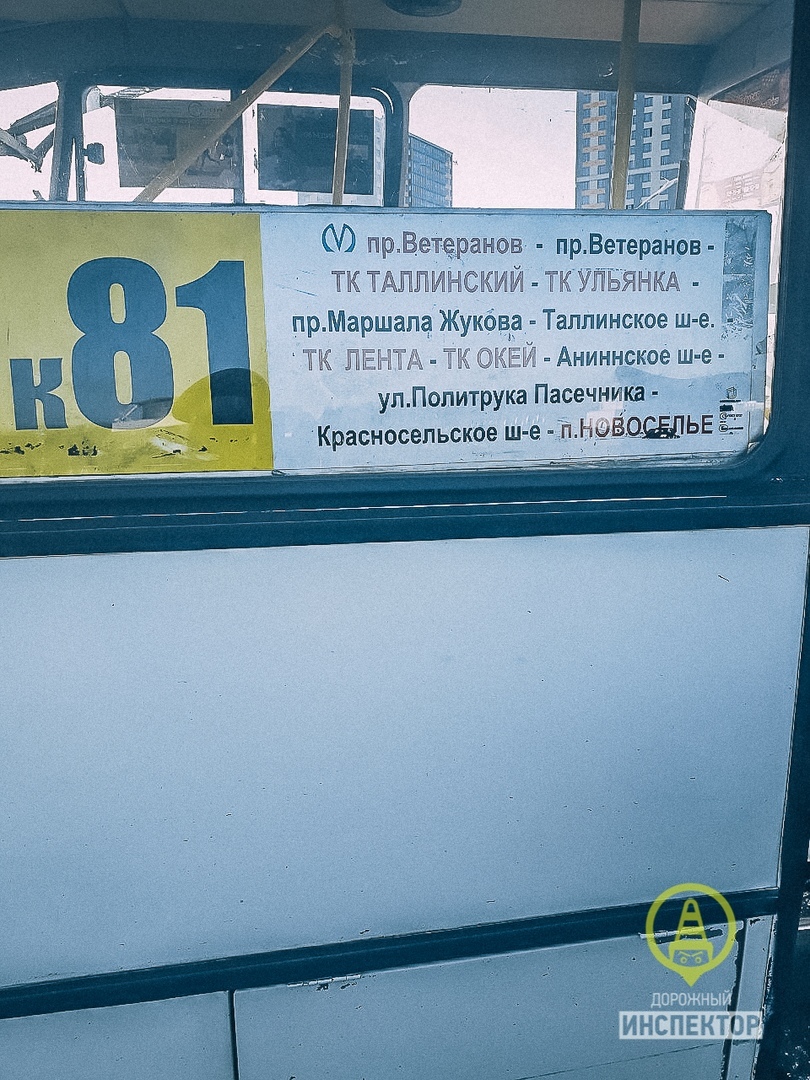 к81
М пр.Ветеранов - пр.Ветеранов -
ТК ТАЛЛИНСКИЙ - ТК УЛЬЯНКА -
пр.Маршала Жукова - Таллинское ш-е. -
ТК ЛЕНТА - ТК ОКЕЙ - Аниннское ш-е -
ул.Политрука Пасечника -
Красносельское ш-е - п.НОВОСЕЛЬЕ
ДОРОЖНЫЙ
ИНСПЕКТОР